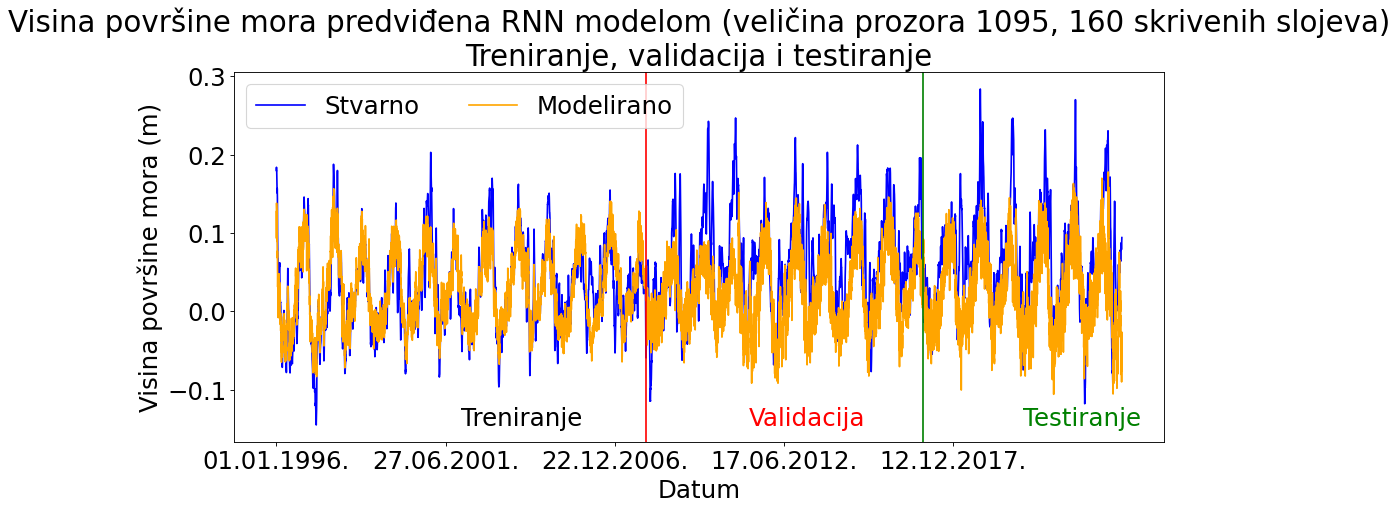 Visina površine mora predviđena RNN modelom (veličina prozora 1095, 160 skrivenih slojeva)
Treniranje, validacija i testiranje
Stvarno
Modelirano
Visina površine mora (m)
0.3
0.2
0.1
0.0
−0.1
Treniranje
Validacija
Testiranje
01.01.1996.
27.06.2001.
22.12.2006.
17.06.2012.
12.12.2017.
Datum